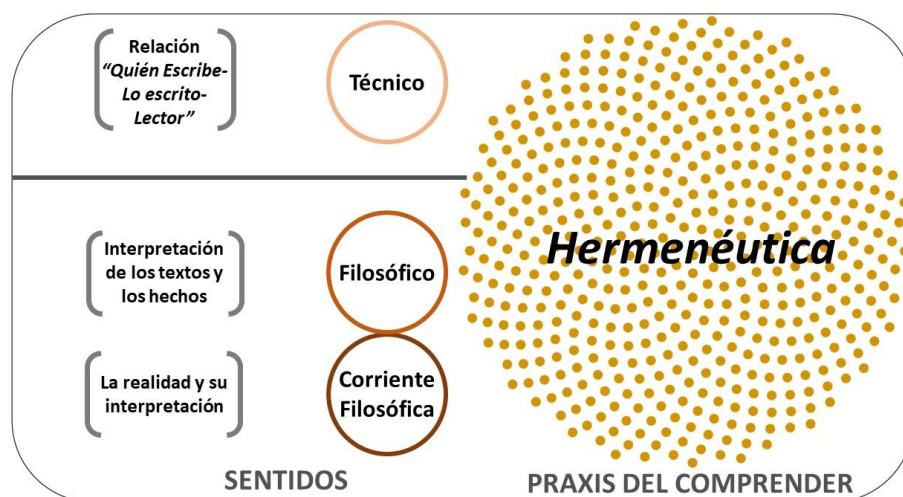 Relación
“Quién Escribe-
Lo escrito-
Lector”
Técnico
Interpretación
de los textos y
los hechos
Filosófico
La realidad y su
interpretación
Corriente
Filosófica
Hermenéutica
SENTIDOS
PRAXIS DEL COMPRENDER